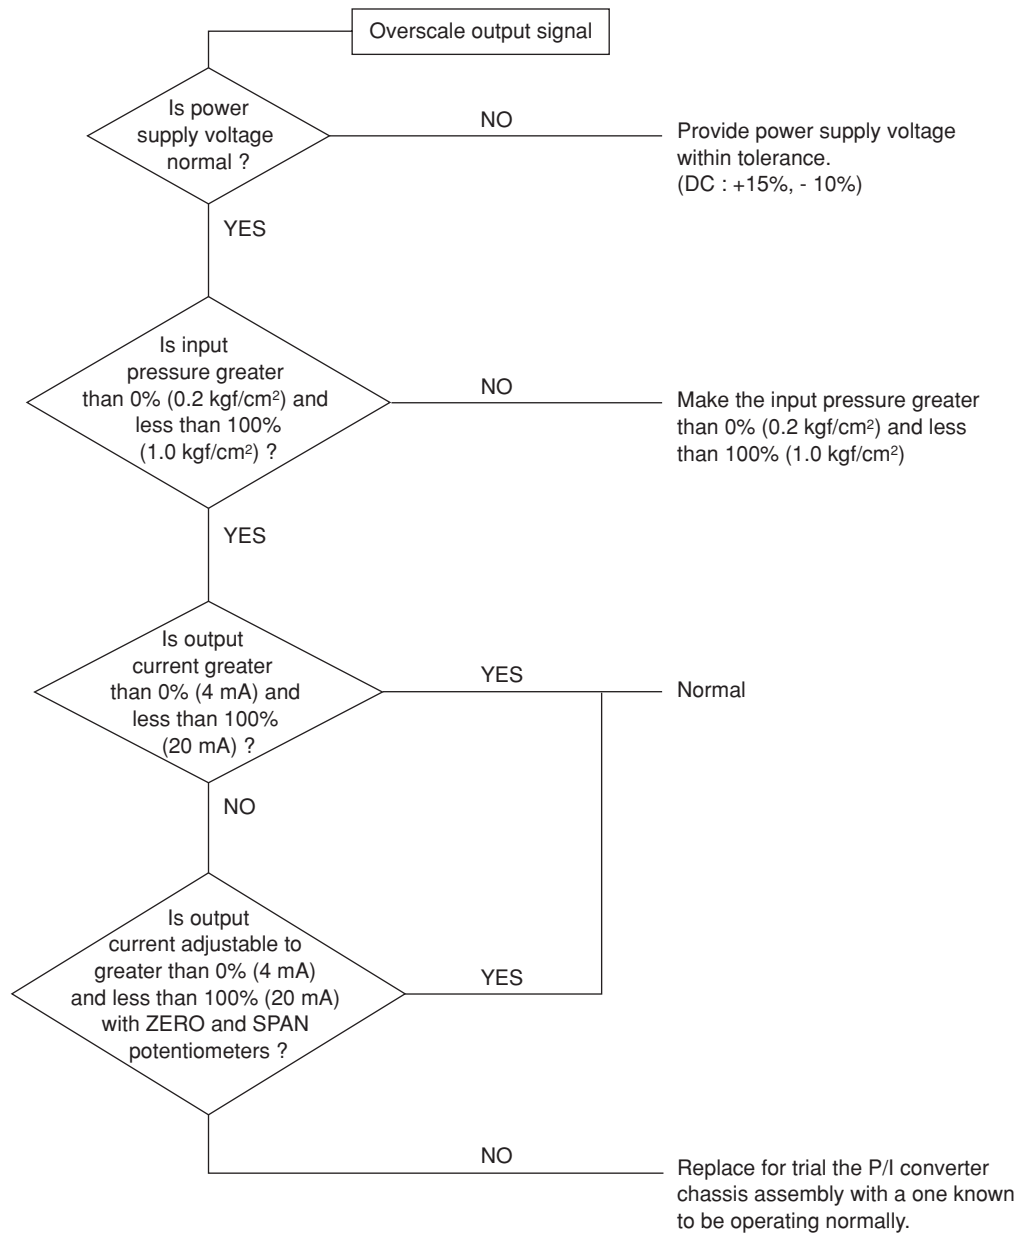 Overscale output signal
Is power
supply voltage
normal ?
NO
Provide power supply voltage
within tolerance.
(DC : +15%, - 10%)
YES
Is input
pressure greater
than 0% (0.2 kgf/cm²) and
less than 100%
(1.0 kgf/cm²) ?
NO
Make the input pressure greater
than 0% (0.2 kgf/cm²) and less
than 100% (1.0 kgf/cm²)
YES
Is output
current greater
than 0% (4 mA) and
less than 100%
(20 mA) ?
YES
Normal
NO
Is output
current adjustable to
greater than 0% (4 mA)
and less than 100% (20 mA)
with ZERO and SPAN
potentiometers ?
YES
NO
Replace for trial the P/I converter
chassis assembly with a one known
to be operating normally.